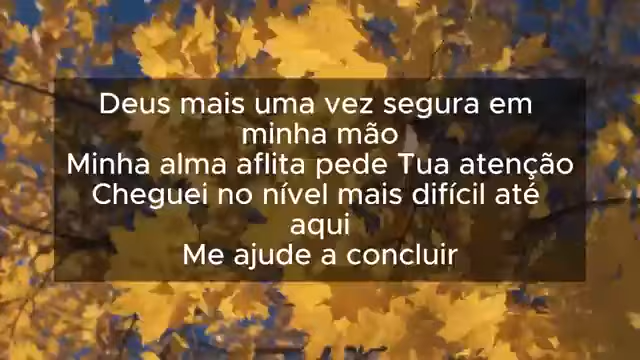 Deus mais uma vez segura em
minha mão
Minha alma aflita pede Tua atenção
Cheguei no nível mais difícil até
aqui
Me ajude a concluir